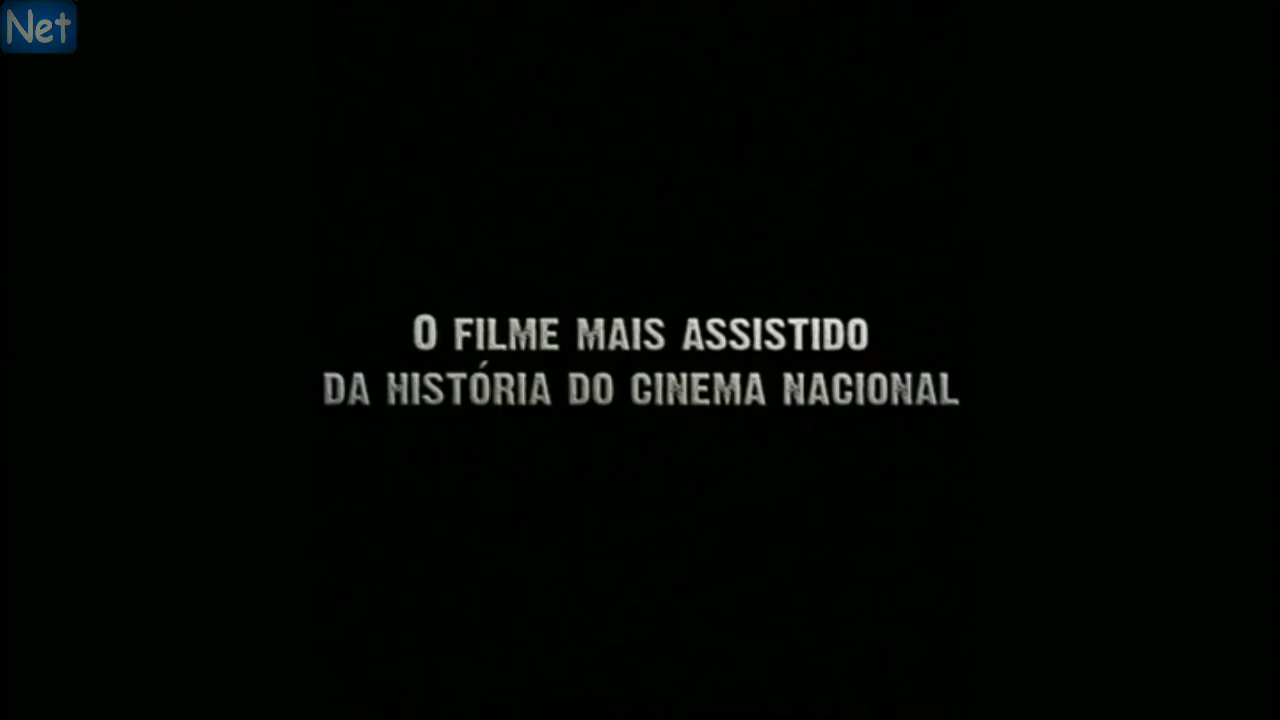 Net
O FILME MAIS ASSISTIDO
DA HISTÓRIA DO CINEMA NACIONAL